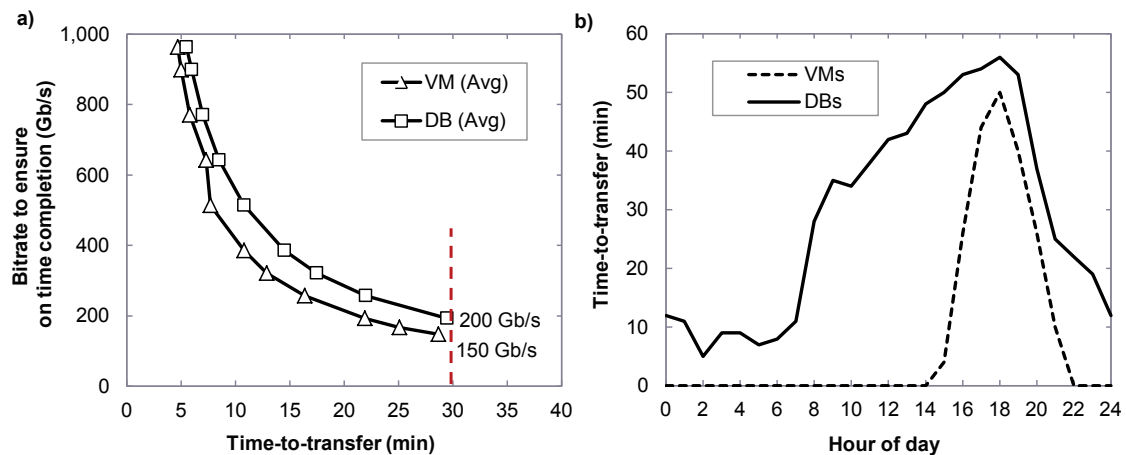 a)
Bitrate to ensure
on time completion (Gb/s)
1,000
800
600
400
200
0
VM (Avg)
DB (Avg)
200 Gb/s
150 Gb/s
0 5 10 15 20 25 30 35 40
Time-to-transfer (min)
b)
Time-to-transfer (min)
60
50
40
30
20
10
0
VMs
DBs
0 2 4 6 8 10 12 14 16 18 20 22 24
Hour of day